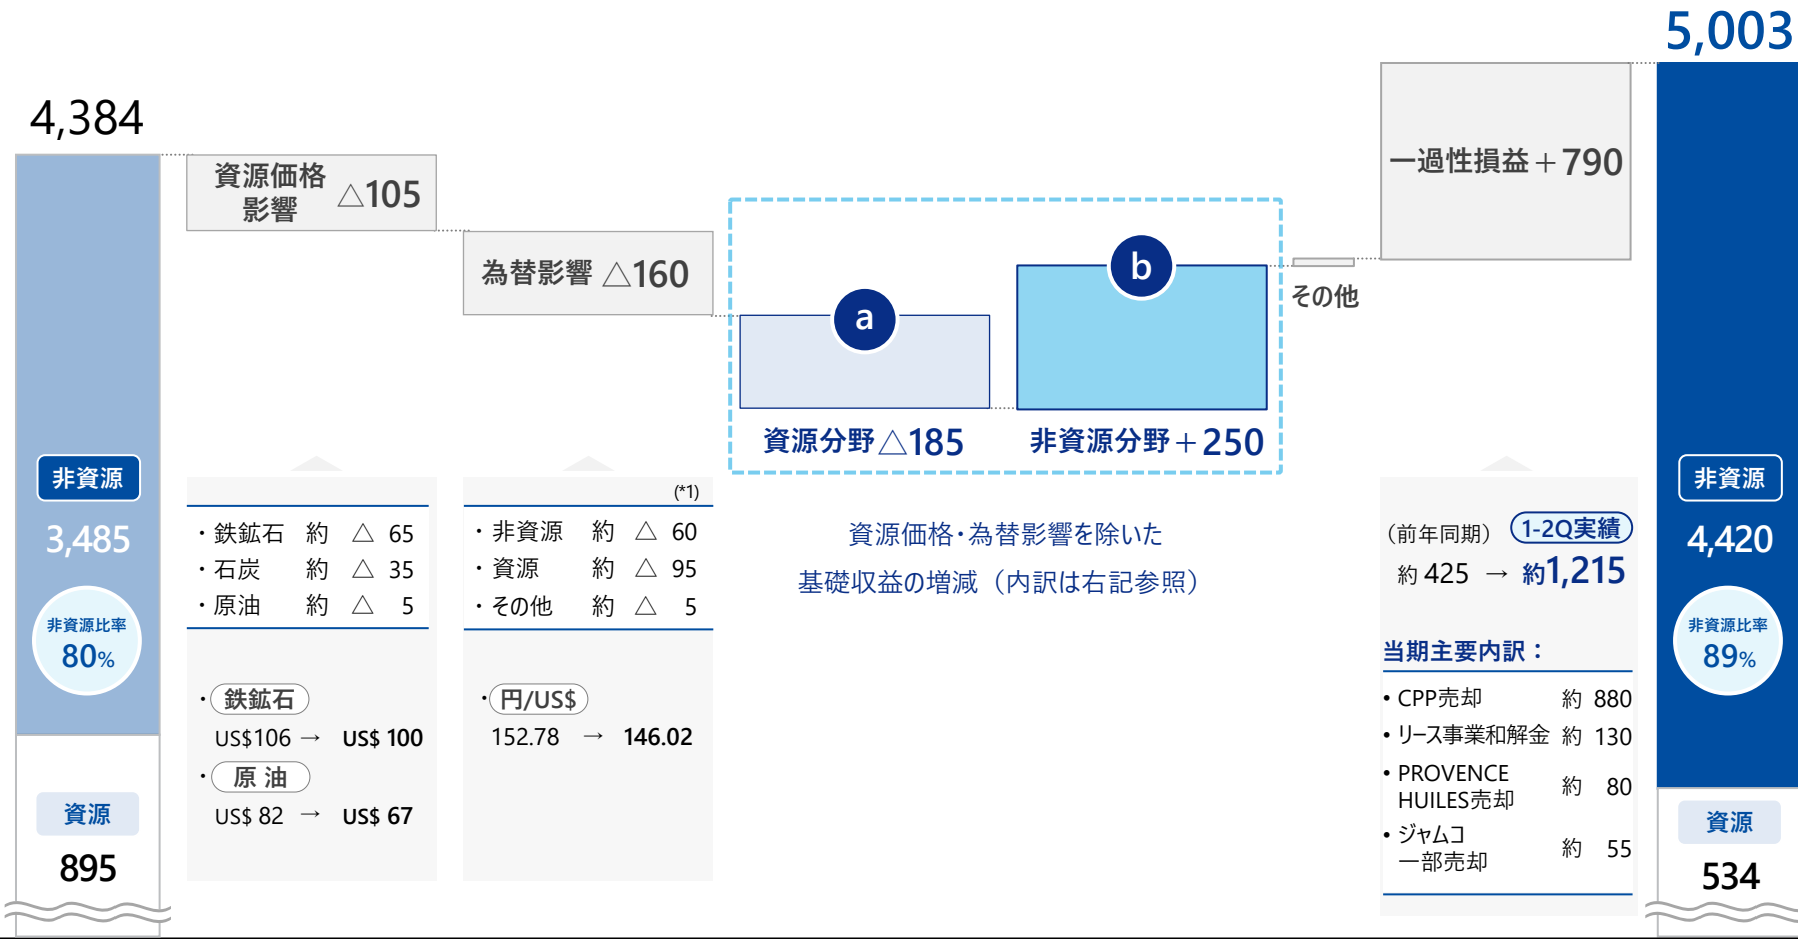 4,384
非資源
3,485
非資源比率
80%
資源
895
資源価格
影響 △105
・鉄鉱石 約 △ 65
・石炭 約 △ 35
・原油 約 △ 5
・鉄鉱石
US$106 → US$ 100
・原 油
US$ 82 → US$ 67
為替影響 △160
(*1)
・非資源 約 △ 60
・資源 約 △ 95
・その他 約 △ 5
・円/US$
152.78 → 146.02
a
資源分野△185
b
非資源分野＋250
資源価格・為替影響を除いた
基礎収益の増減（内訳は右記参照）
その他
一過性損益＋790
（前年同期） 1-2Q実績
約 425 → 約1,215
当期主要内訳：
• CPP売却 約 880
• リース事業和解金 約 130
• PROVENCE
HUILES売却 約 80
• ジャムコ
一部売却 約 55
5,003
非資源
4,420
非資源比率
89%
資源
534